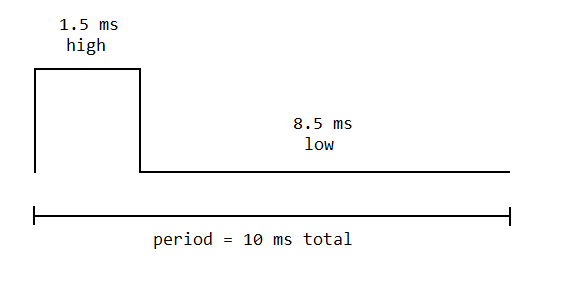 1.5 ms
high
8.5 ms
low
period = 10 ms total